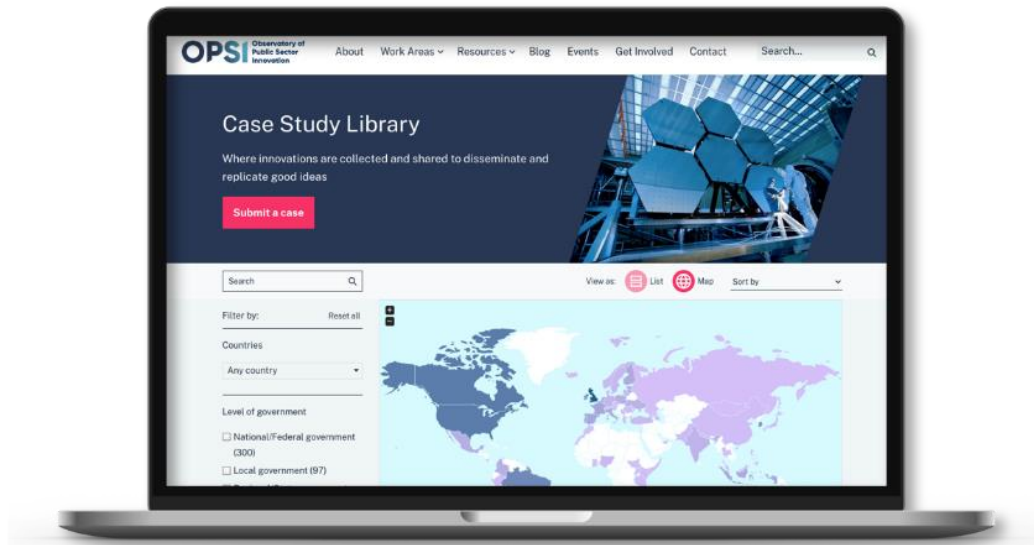 OPSI Observatory of Public Sector Innovation
About Work Areas Resources Blog Events Get Involved Contact Search...
Case Study Library
Where innovations are collected and shared to disseminate and
replicate good ideas
Submit a case
Search
View as: List Map Sort by
Filter by: Reset all
Countries
Any country
Level of government
National/Federal government
(300)
Local government (97)